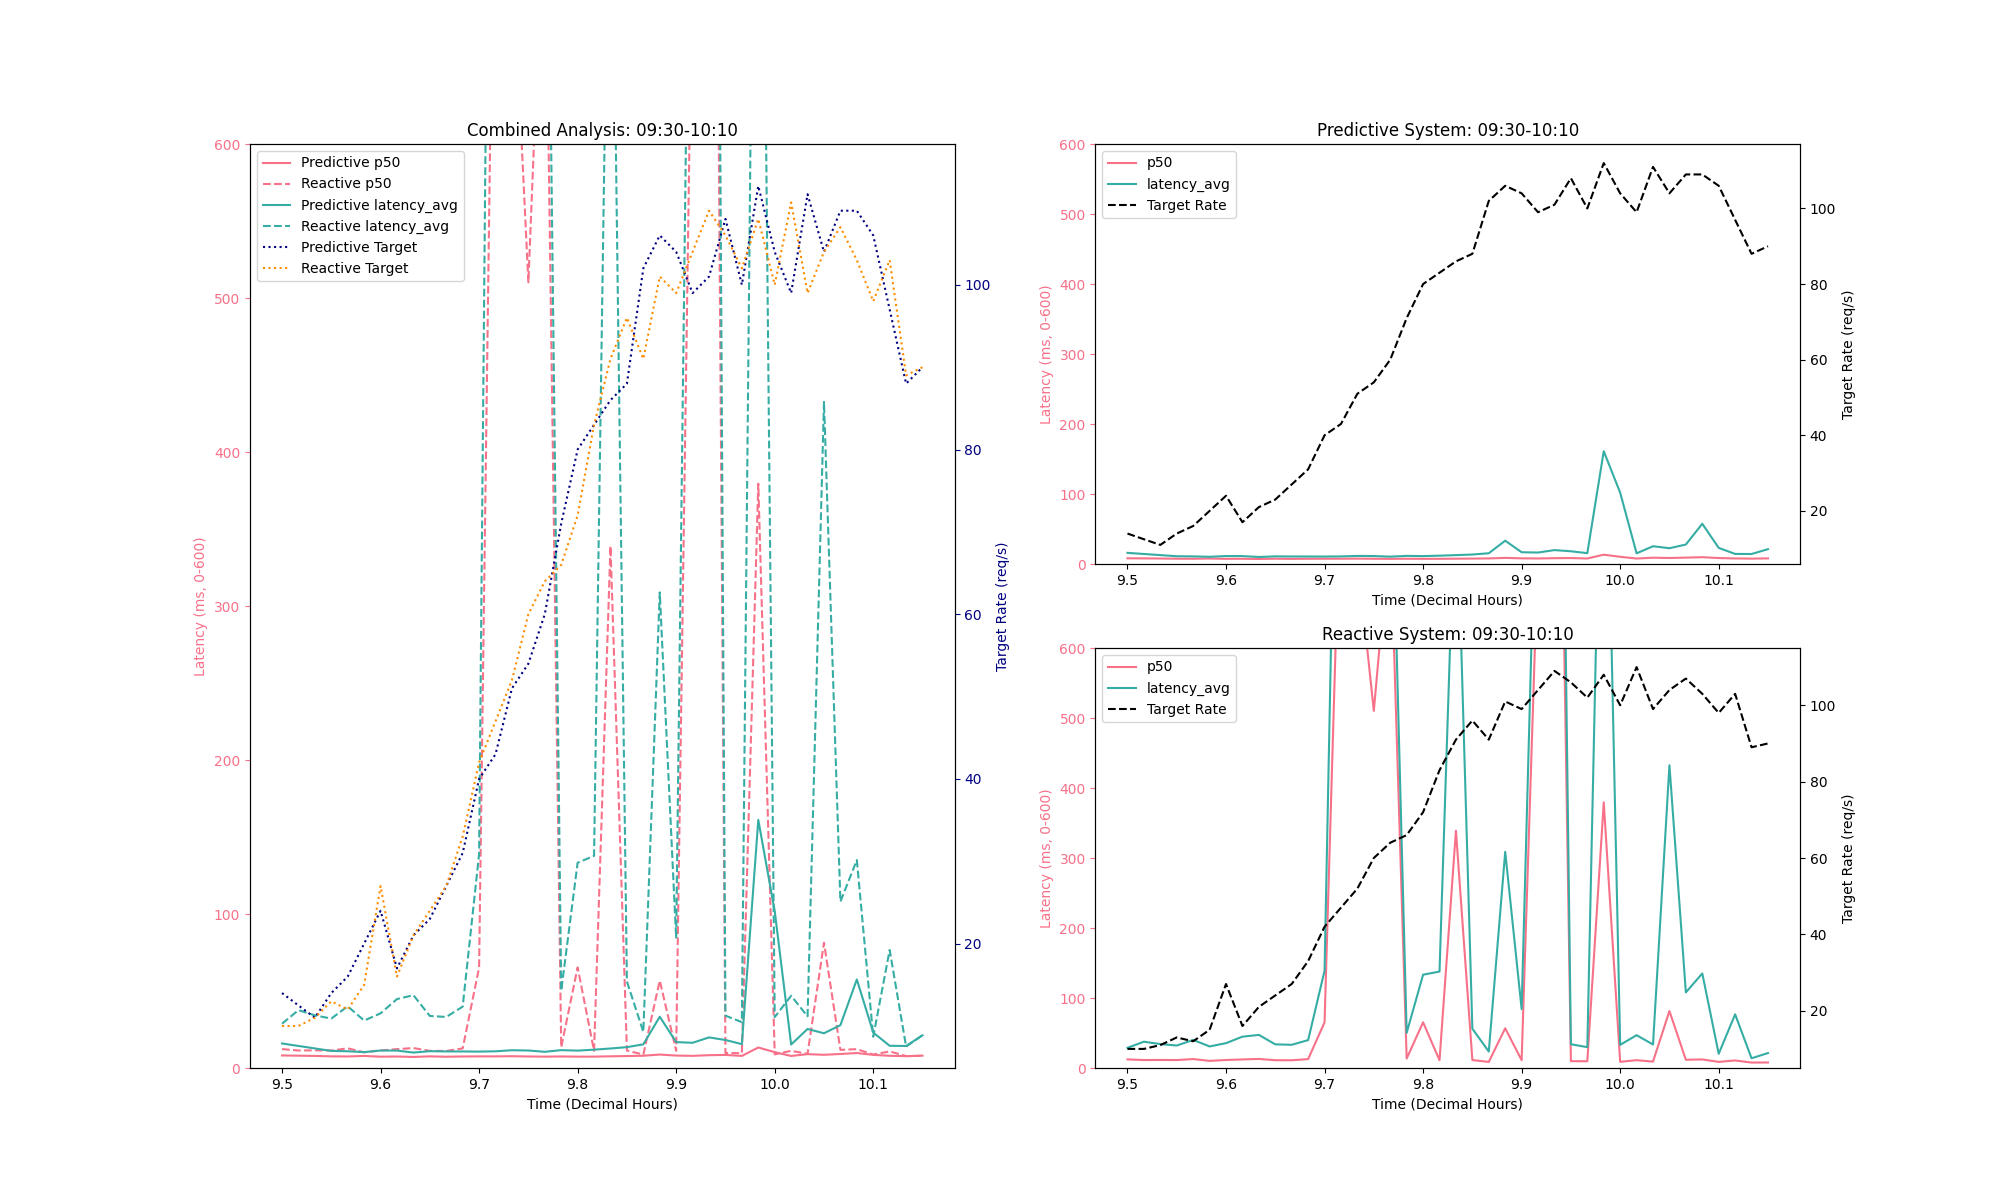 Combined Analysis: 09:30-10:10
Predictive p50
Reactive p50
Predictive latency_avg
Reactive latency_avg
Predictive Target
Reactive Target
600
500
400
300
200
100
0
Latency (ms, 0-600)
100
80
60
40
20
Target Rate (req/s)
9.5 9.6 9.7 9.8 9.9 10.0 10.1
Time (Decimal Hours)
Predictive System: 09:30-10:10
p50
latency_avg
Target Rate
600
500
400
300
200
100
0
Latency (ms, 0-600)
100
80
60
40
20
Target Rate (req/s)
9.5 9.6 9.7 9.8 9.9 10.0 10.1
Time (Decimal Hours)
Reactive System: 09:30-10:10
p50
latency_avg
Target Rate
600
500
400
300
200
100
0
Latency (ms, 0-600)
100
80
60
40
20
Target Rate (req/s)
9.5 9.6 9.7 9.8 9.9 10.0 10.1
Time (Decimal Hours)